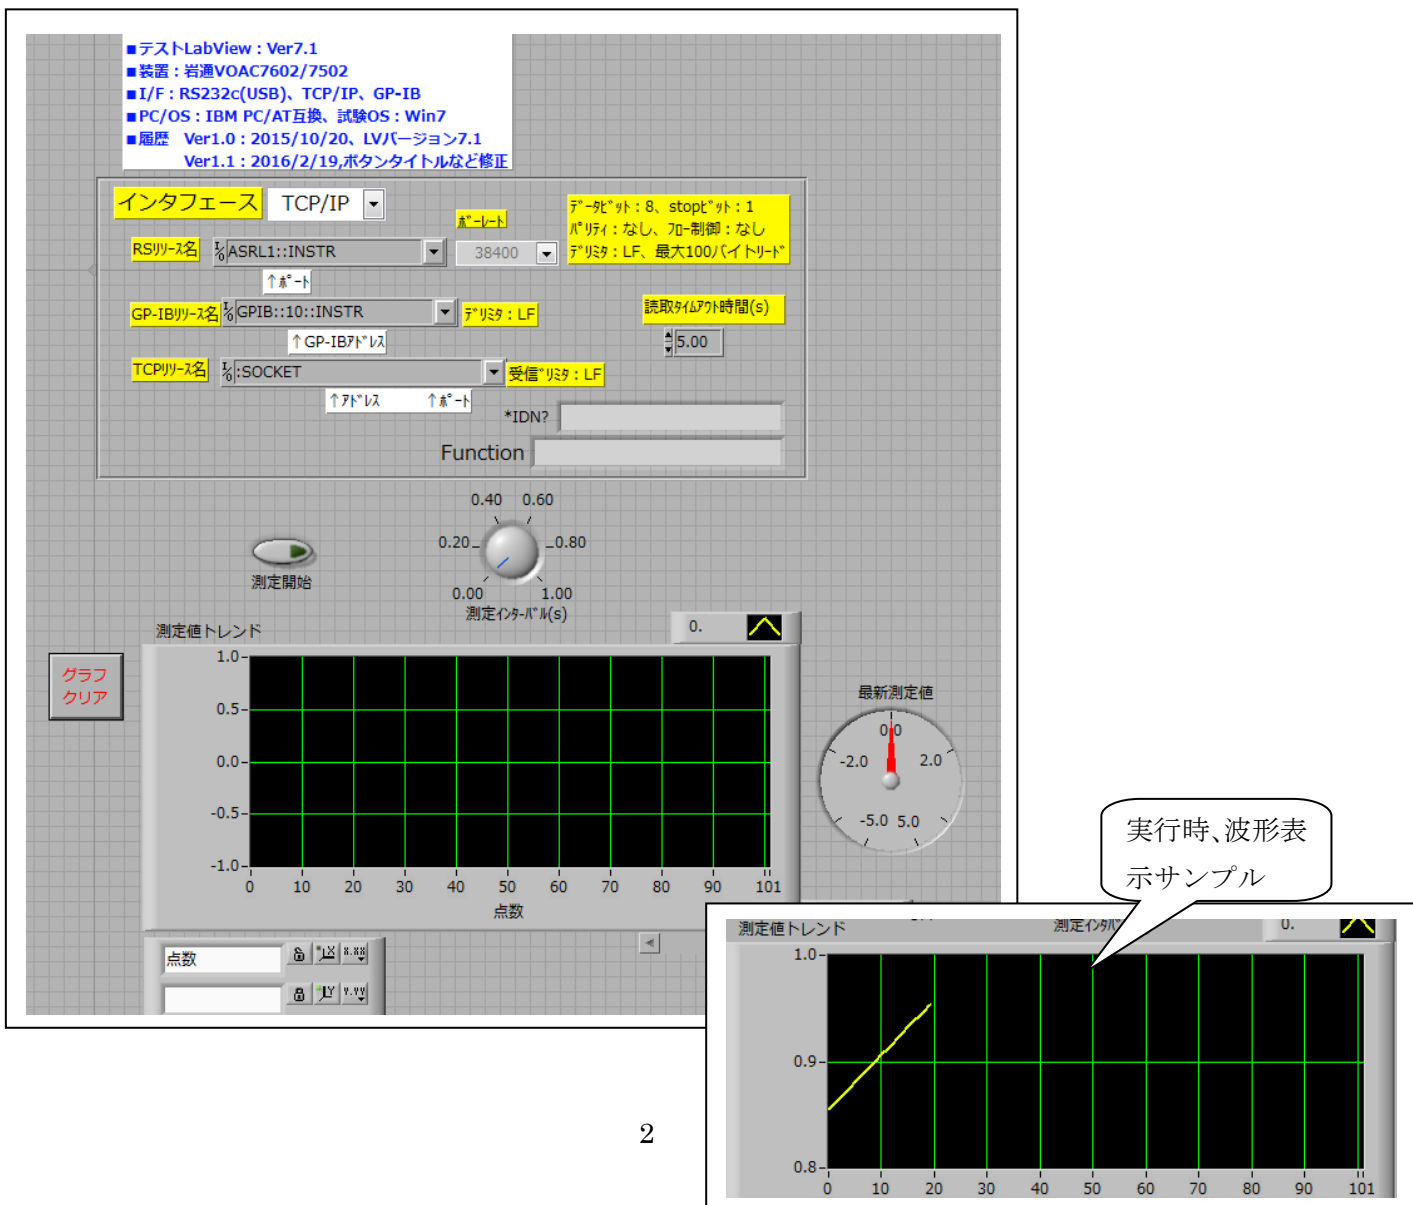 ■テストLabView：Ver7.1
■装置：岩通VOAC7602/7502
■I/F：RS232c(USB)、TCP/IP、GP-IB
■PC/OS：IBM PC/AT互換、試験OS：Win7
■履歴　Ver1.0：2015/10/20、LVバージョン7.1
Ver1.1：2016/2/19,ボタンタイトルなど修正
インタフェース TCP/IP
ﾎﾞｰﾚｰﾄ
ﾃﾞｰﾀﾋﾞｯﾄ：8、stopﾋﾞｯﾄ：1
ﾊﾟﾘﾃｨ：なし、ﾌﾛｰ制御：なし
ﾃﾞﾘﾐﾀ：LF、最大100バイトﾘｰﾄﾞ
RSﾘﾘｰｽ名 ASRL1::INSTR 38400
↑ﾎﾟｰﾄ
GP-IBﾘﾘｰｽ名 GPIB::10::INSTR ﾃﾞﾘﾐﾀ：LF
読取ﾀｲﾑｱｳﾄ時間(s)
↑GP-IBｱﾄﾞﾚｽ
5.00
TCPﾘﾘｰｽ名 :SOCKET 受信ﾞﾘﾐﾀ：LF
↑ｱﾄﾞﾚｽ ↑ﾎﾟｰﾄ
*IDN?
Function
0.40 0.60
0.20 0.80
0.00 1.00
測定ｲﾝﾀｰﾊﾞﾙ(s)
測定開始
測定値トレンド
0.
グラフ
クリア
1.0
0.5
0.0
-0.5
-1.0
0 10 20 30 40 50 60 70 80 90 101
点数
最新測定値
0.0
-2.0 2.0
-5.0 5.0
点数
実行時、波形表
示サンプル
測定値トレンド
0.
1.0
0.9
0.8
0 10 20 30 40 50 60 70 80 90 101
2